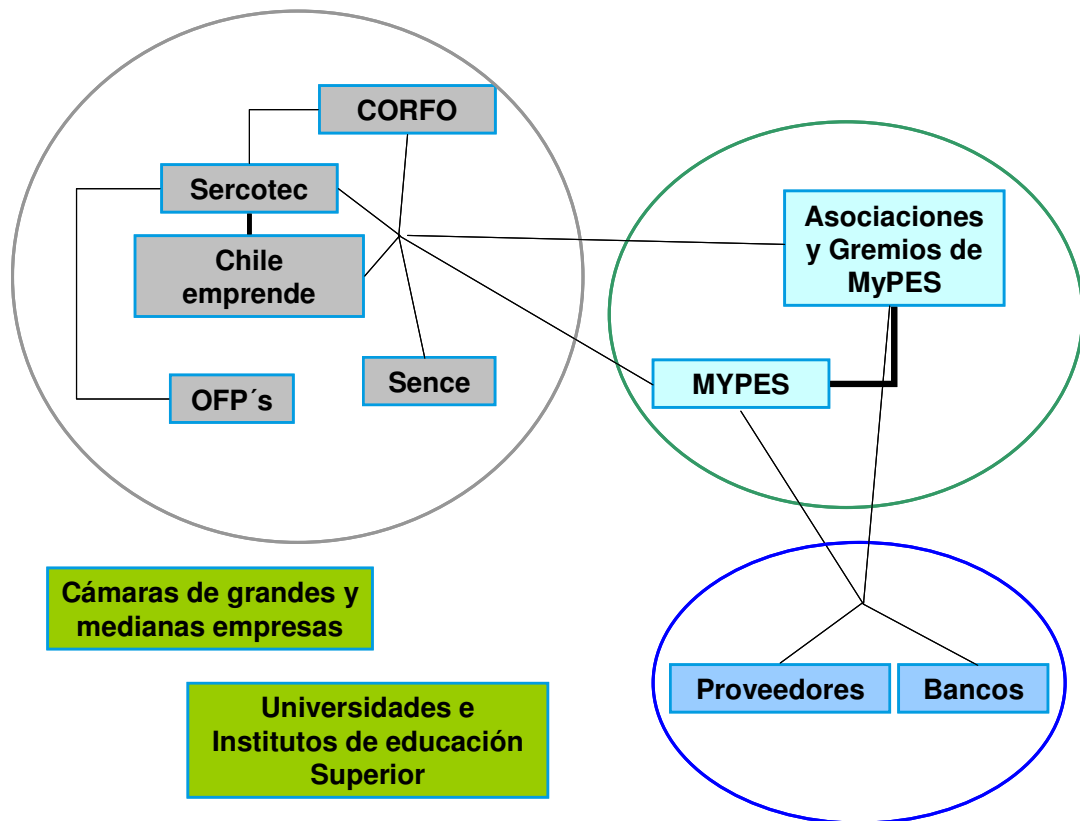 CORFO
Sercotec
Chile
emprende
Sence
OFP´s
Asociaciones
y Gremios de
MyPES
MYPES
Cámaras de grandes y
medianas empresas
Proveedores
Bancos
Universidades e
Institutos de educación
Superior